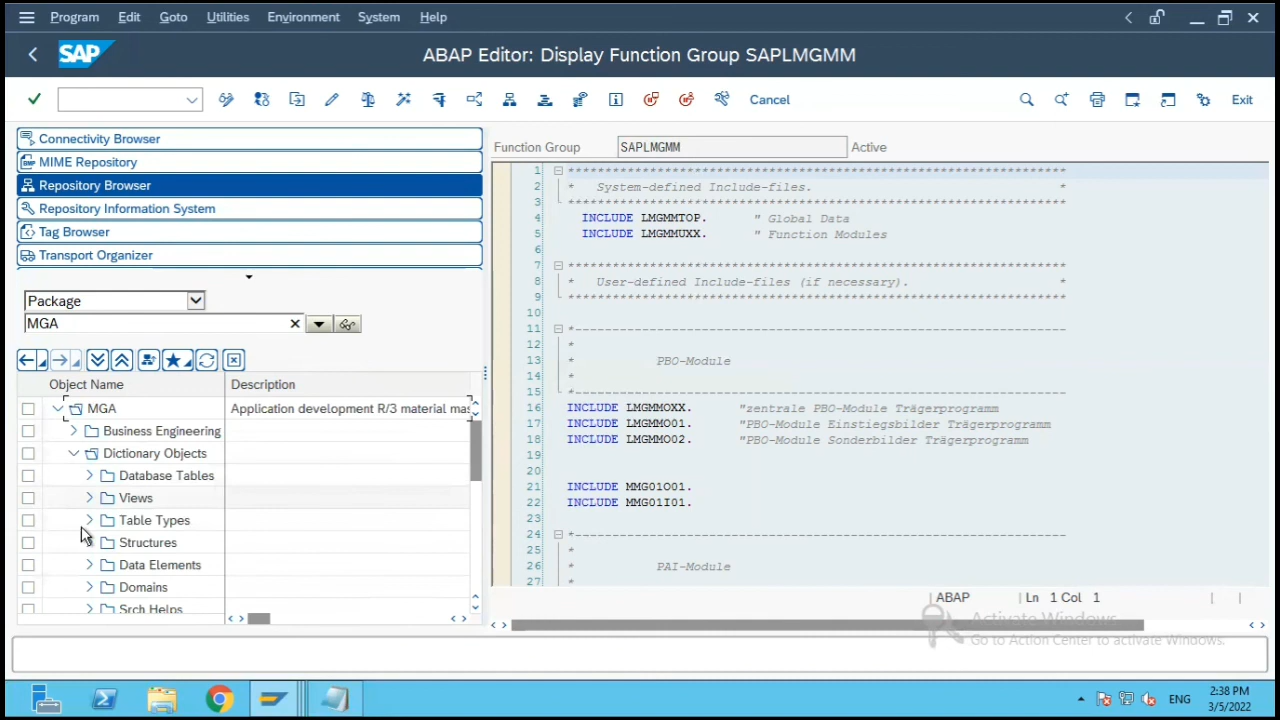 Program Edit Goto Utilities Environment System Help
SAP ABAP Editor: Display Function Group SAPLMGMM
Cancel Exit
Connectivity Browser
MIME Repository
Repository Browser
Repository Information System
Tag Browser
Transport Organizer
Package
MGA
Object Name Description
MGA Application development R/3 material mas
Business Engineering
Dictionary Objects
Database Tables
Views
Table Types
Structures
Data Elements
Domains
Srch Helps
Function Group SAPLMGMM Active
1 *******************************************************************
2 * System-defined Include-files. *
3 *******************************************************************
4 INCLUDE LMGMMTOP. " Global Data
5 INCLUDE LMGMMUXX. " Function Modules
6
7 *******************************************************************
8 * User-defined Include-files (if necessary). *
9 *******************************************************************
10
11 *------------------------------------------------------------------
12 *
13 * PBO-Module
14 *
15 *------------------------------------------------------------------
16 INCLUDE LMGMMOXX. "zentrale PBO-Module Trägerprogramm
17 INCLUDE LMGMMO01. "PBO-Module Einstiegsbilder Trägerprogramm
18 INCLUDE LMGMMO02. "PBO-Module Sonderbilder Trägerprogramm
19
20
21 INCLUDE MMG01O01.
22 INCLUDE MMG01I01.
23
24 *------------------------------------------------------------------
25 *
26 * PAI-Module
27 *
ABAP Ln 1 Col 1
Activate Windows
Go to Action Center to activate Windows.
ENG
2:38 PM
3/5/2022